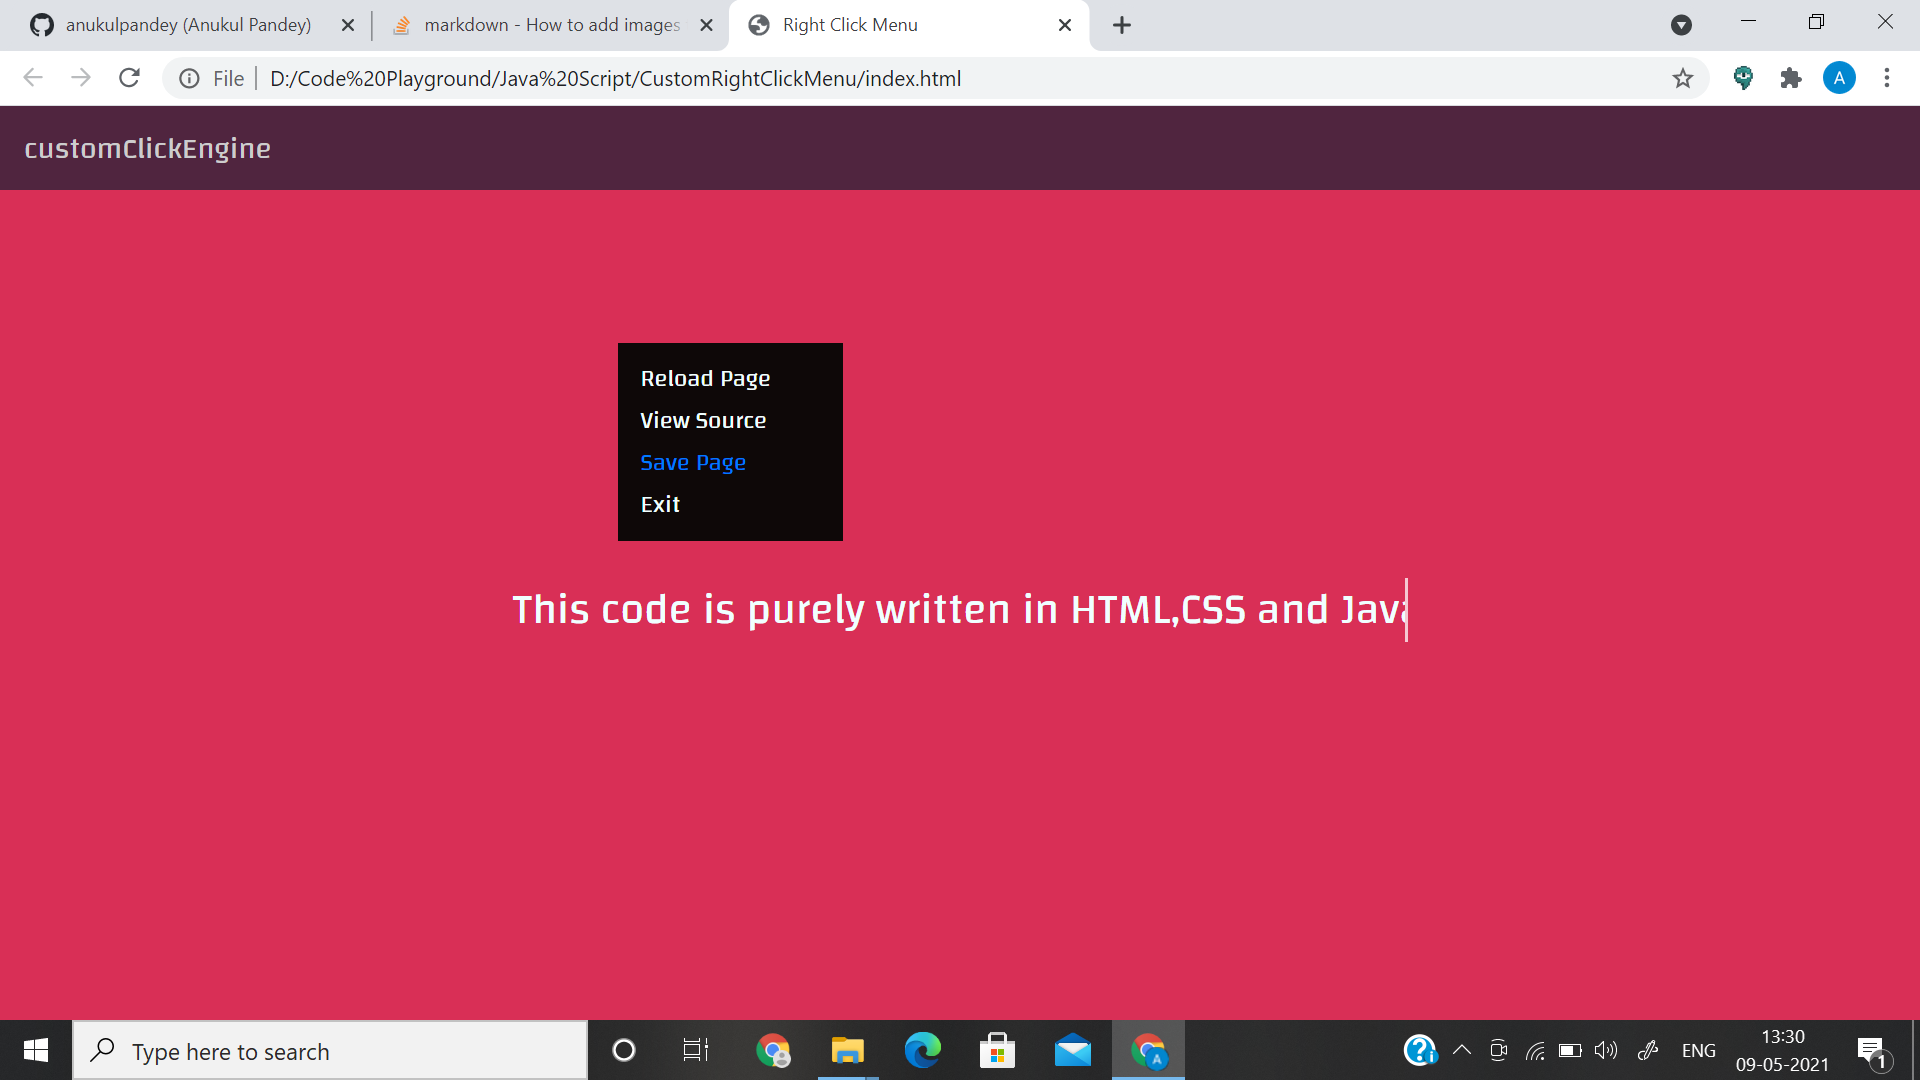 anukulpandey (Anukul Pandey)
markdown - How to add images
Right Click Menu
File
D:/Code%20Playground/Java%20Script/CustomRightClickMenu/index.html
A
customClickEngine
Reload Page
View Source
Save Page
Exit
This code is purely written in HTML,CSS and Java
Type here to search
A
ENG
13:30
09-05-2021
1